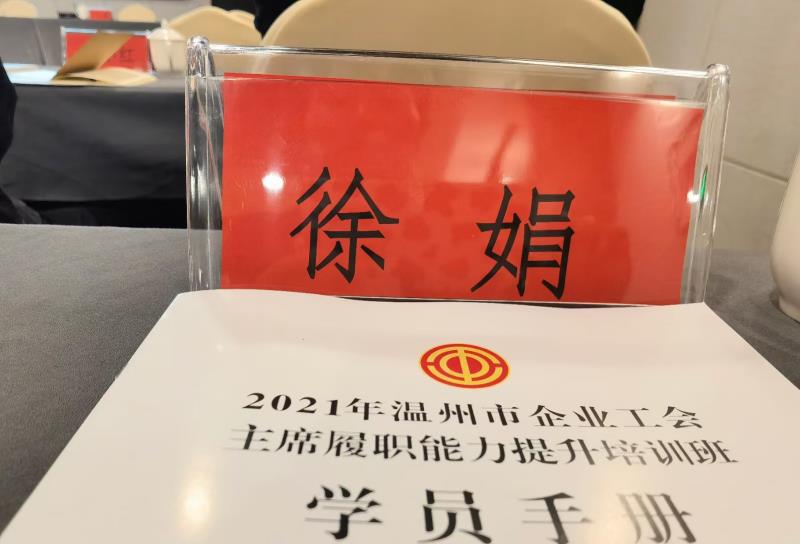 徐娟
2021年温州市企业工会
主席履职能力提升培训班
学员手册